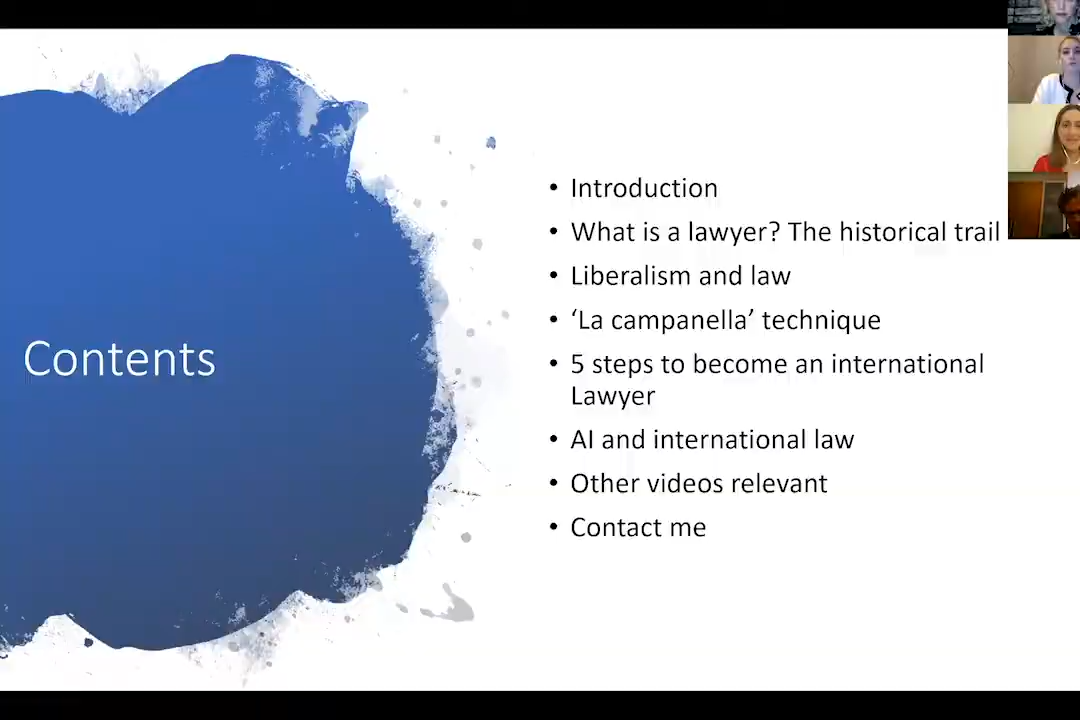 Contents
• Introduction
• What is a lawyer? The historical trail
• Liberalism and law
• ‘La campanella’ technique
• 5 steps to become an international
Lawyer
• AI and international law
• Other videos relevant
• Contact me